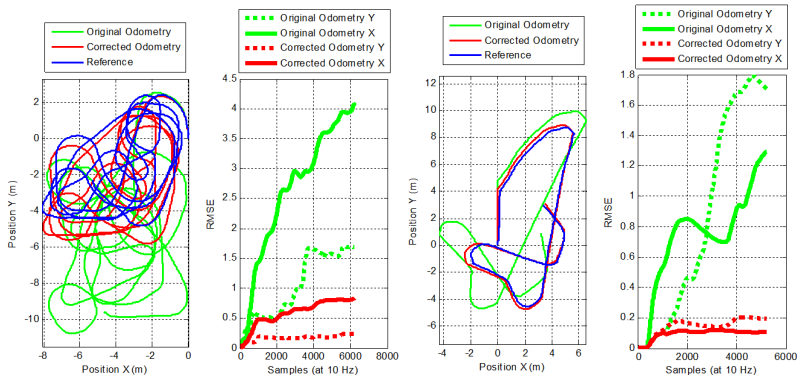 Original Odometry
Corrected Odometry
Reference
Position Y (m)
2
0
-2
-4
-6
-8
-10
-8 -6 -4 -2 0
Position X (m)
Original Odometry Y
Original Odometry X
Corrected Odometry Y
Corrected Odometry X
RMSE
4.5
4
3.5
3
2.5
2
1.5
1
0.5
0
0 2000 4000 6000 8000
Samples (at 10 Hz)
Original Odometry
Corrected Odometry
Reference
Position Y (m)
12
10
8
6
4
2
0
-2
-4
-6
-4 -2 0 2 4 6
Position X (m)
Original Odometry Y
Original Odometry X
Corrected Odometry Y
Corrected Odometry X
RMSE
1.8
1.6
1.4
1.2
1
0.8
0.6
0.4
0.2
0
0 2000 4000 6000
Samples (at 10 Hz)